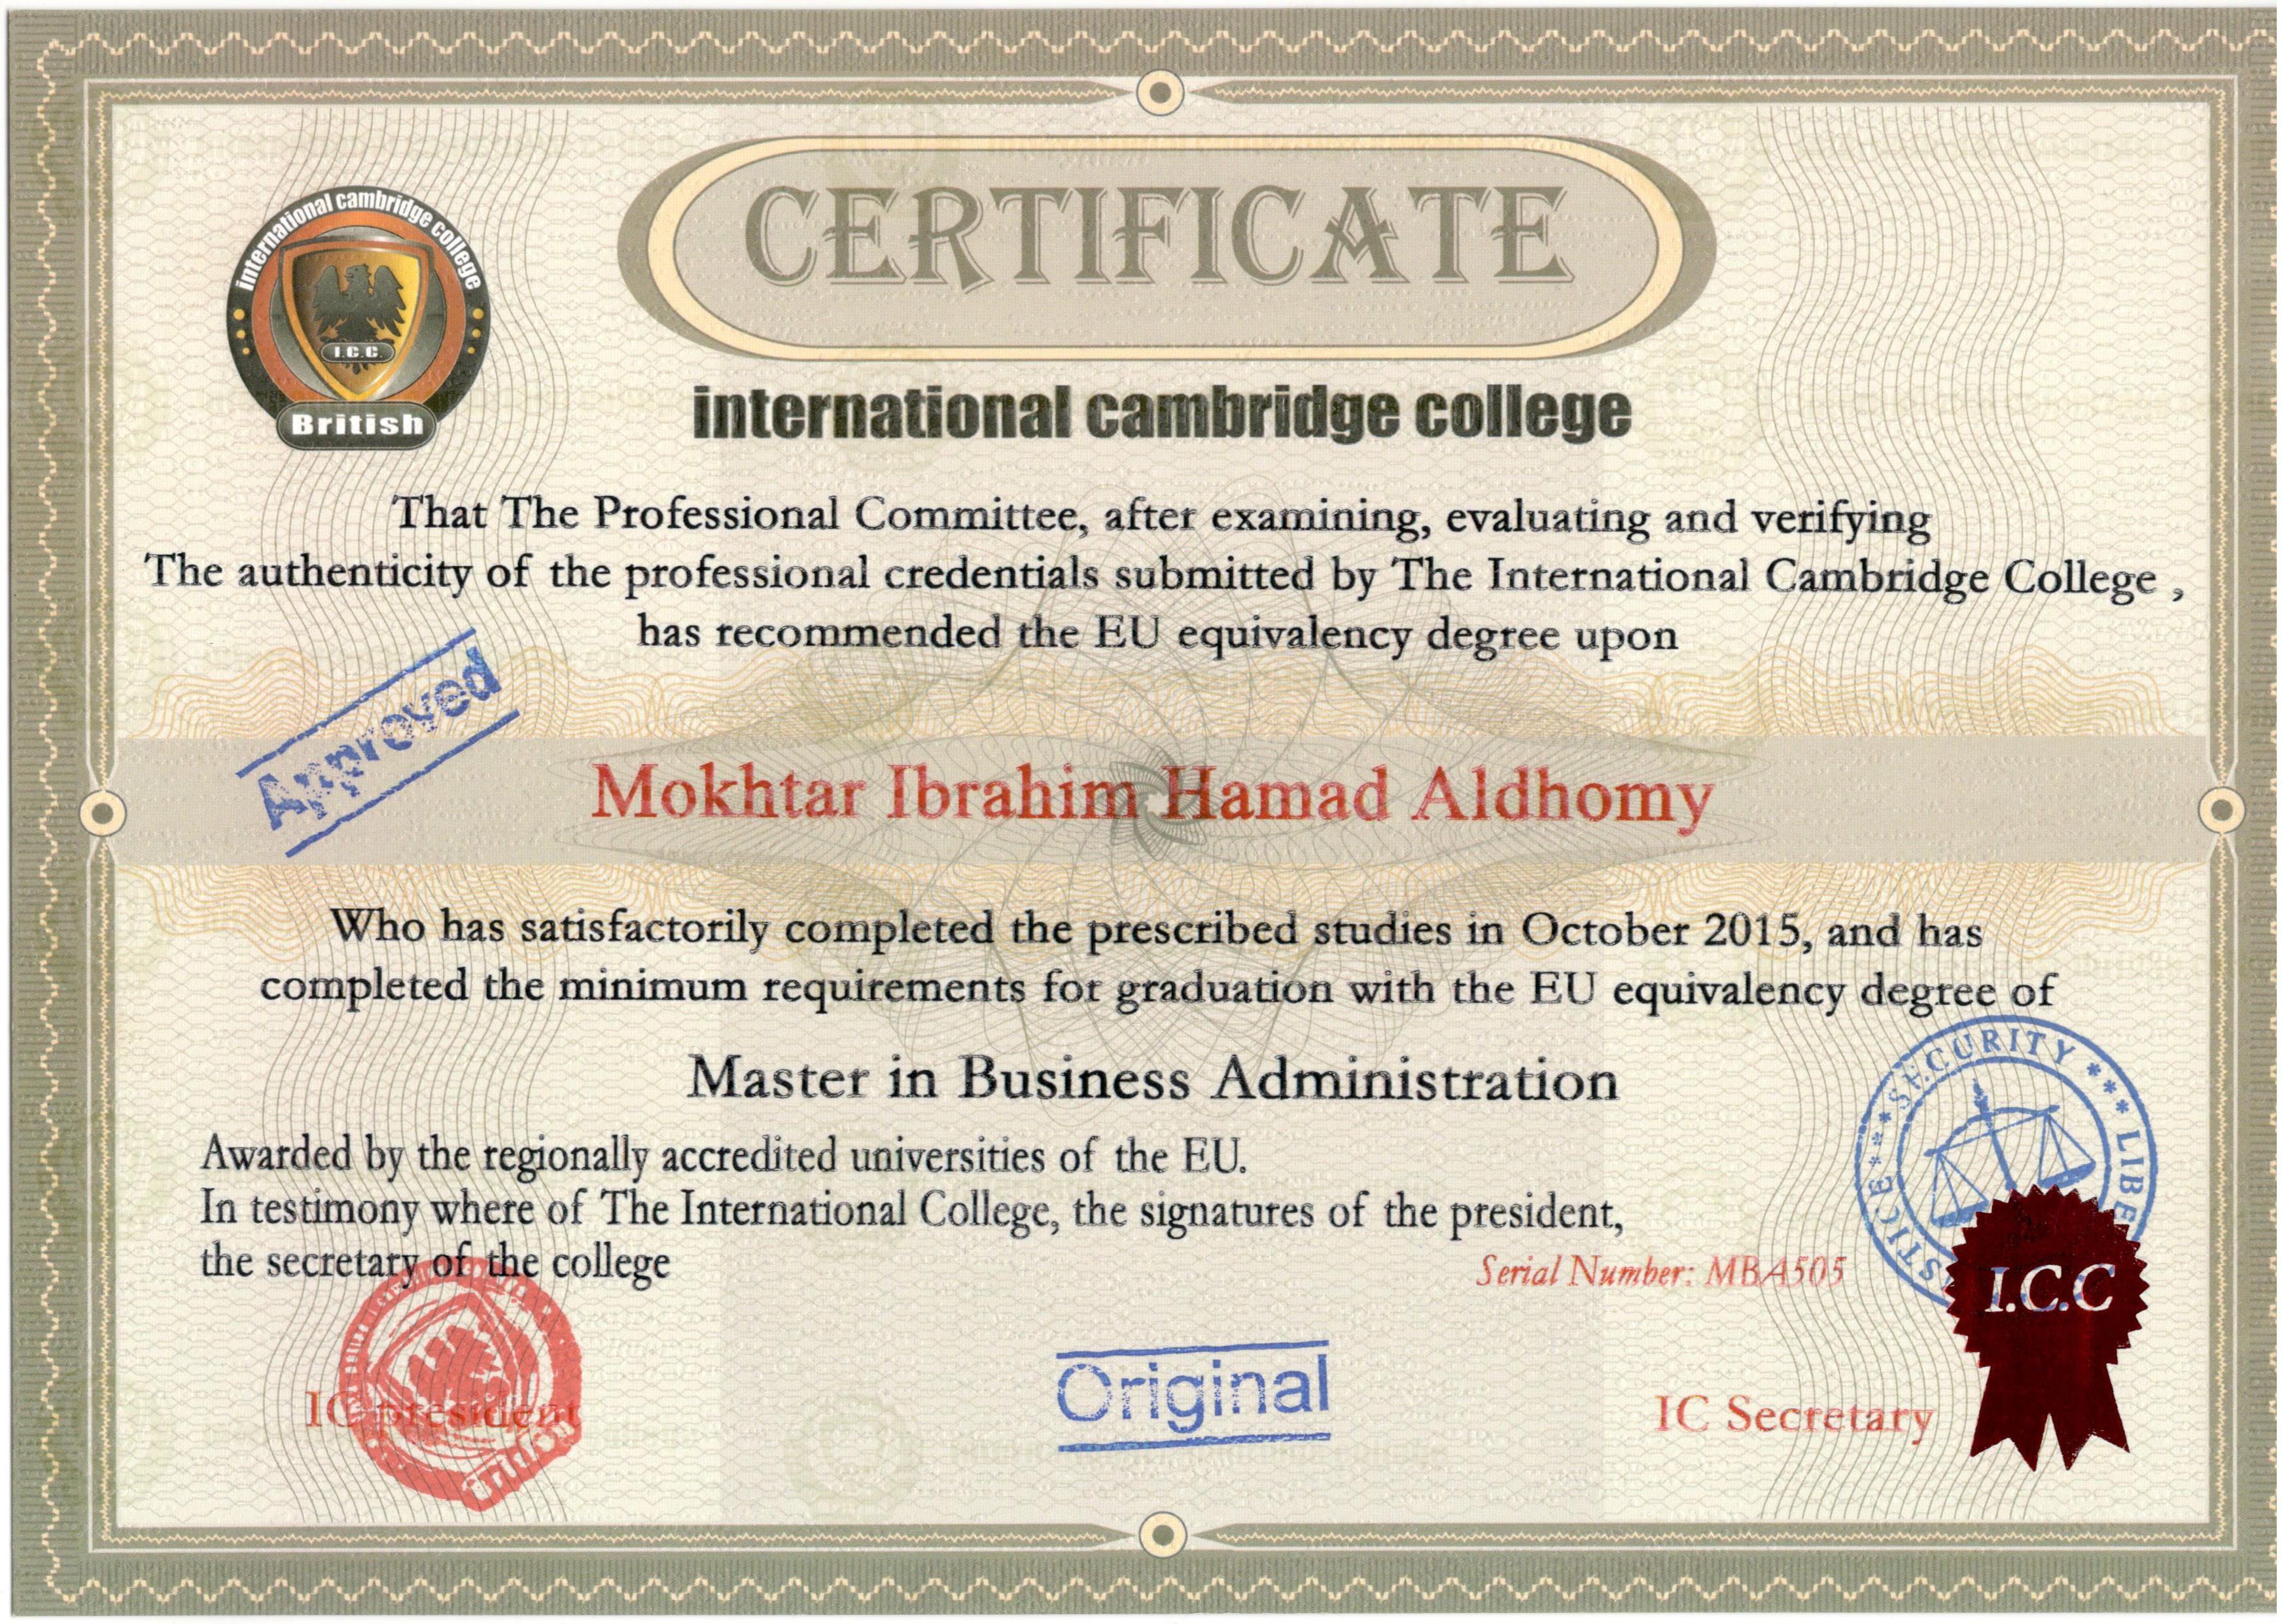 CERTIFICATE
international cambridge college
I.C.C.
British
international cambridge college
That The Professional Committee, after examining, evaluating and verifying
The authenticity of the professional credentials submitted by The International Cambridge College ,
has recommended the EU equivalency degree upon
Approved
Mokhtar Ibrahim Hamad Aldhomy
Who has satisfactorily completed the prescribed studies in October 2015, and has
completed the minimum requirements for graduation with the EU equivalency degree of
Master in Business Administration
SECURITY *** LIBE
STICE ***
Awarded by the regionally accredited universities of the EU.
In testimony where of The International College, the signatures of the president,
the secretary of the college
Serial Number: MBA505
I.C.C
IC president
British
Original
IC Secretary